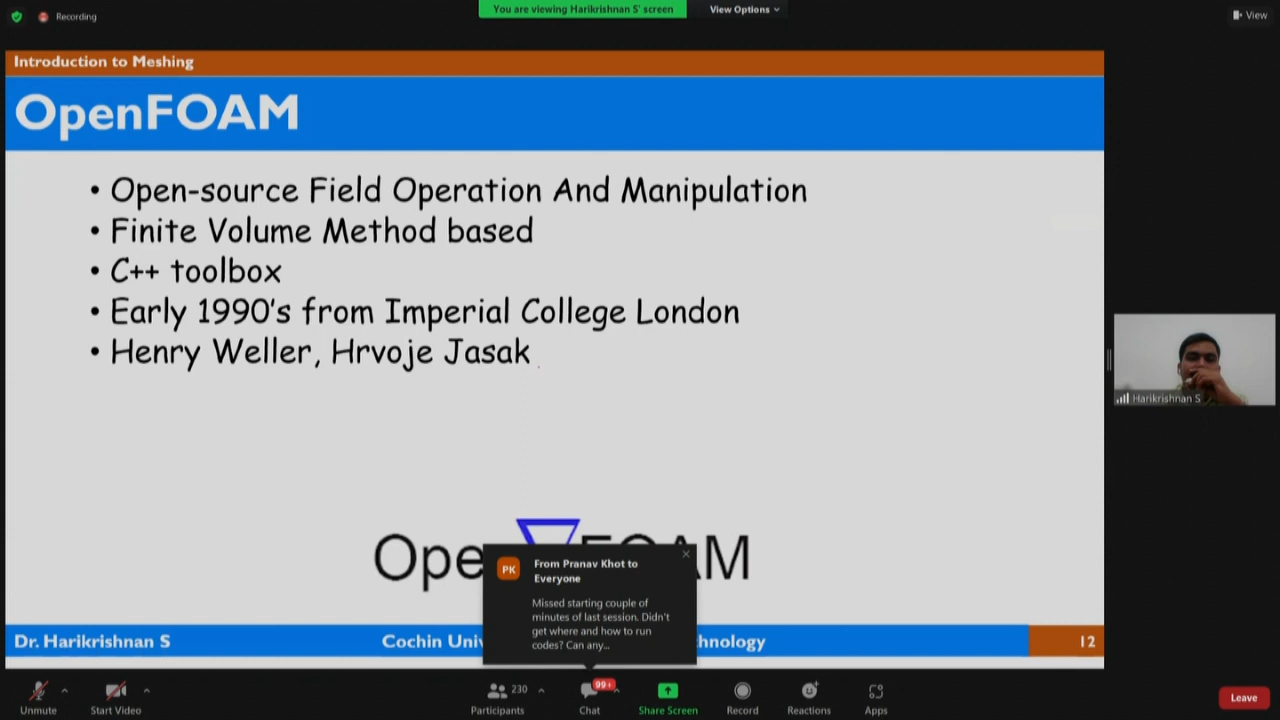 Recording
You are viewing Harikrishnan S' screen
View Options
View
Introduction to Meshing
OpenFOAM
• Open-source Field Operation And Manipulation
• Finite Volume Method based
• C++ toolbox
• Early 1990's from Imperial College London
• Henry Weller, Hrvoje Jasak
Harikrishnan S
Ope FOAM
PK
From Pranav Khot to
Everyone
Missed starting couple of
minutes of last session. Didn't
get where and how to run
codes? Can any...
Dr. Harikrishnan S
Cochin Univ
hnology
12
Unmute
Start Video
230
Participants
99+
Chat
Share Screen
Record
Reactions
Apps
Leave